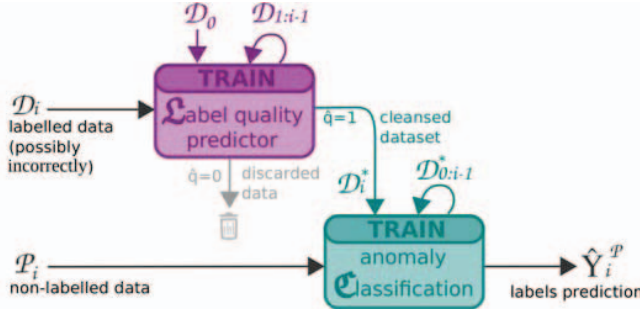 𝒟₀ 𝒟₁:ᵢ₋₁
TRAIN
𝔏abel quality
predictor
𝒟ᵢ
labelled data
(possibly
incorrectly)
q̂=1
cleansed
dataset
q̂=0
discarded
data
𝒟ᵢ* 𝒟*₀:ᵢ₋₁
TRAIN
anomaly
ℭlassification
𝒫ᵢ
non-labelled data
Ŷᵢ^𝒫
labels prediction